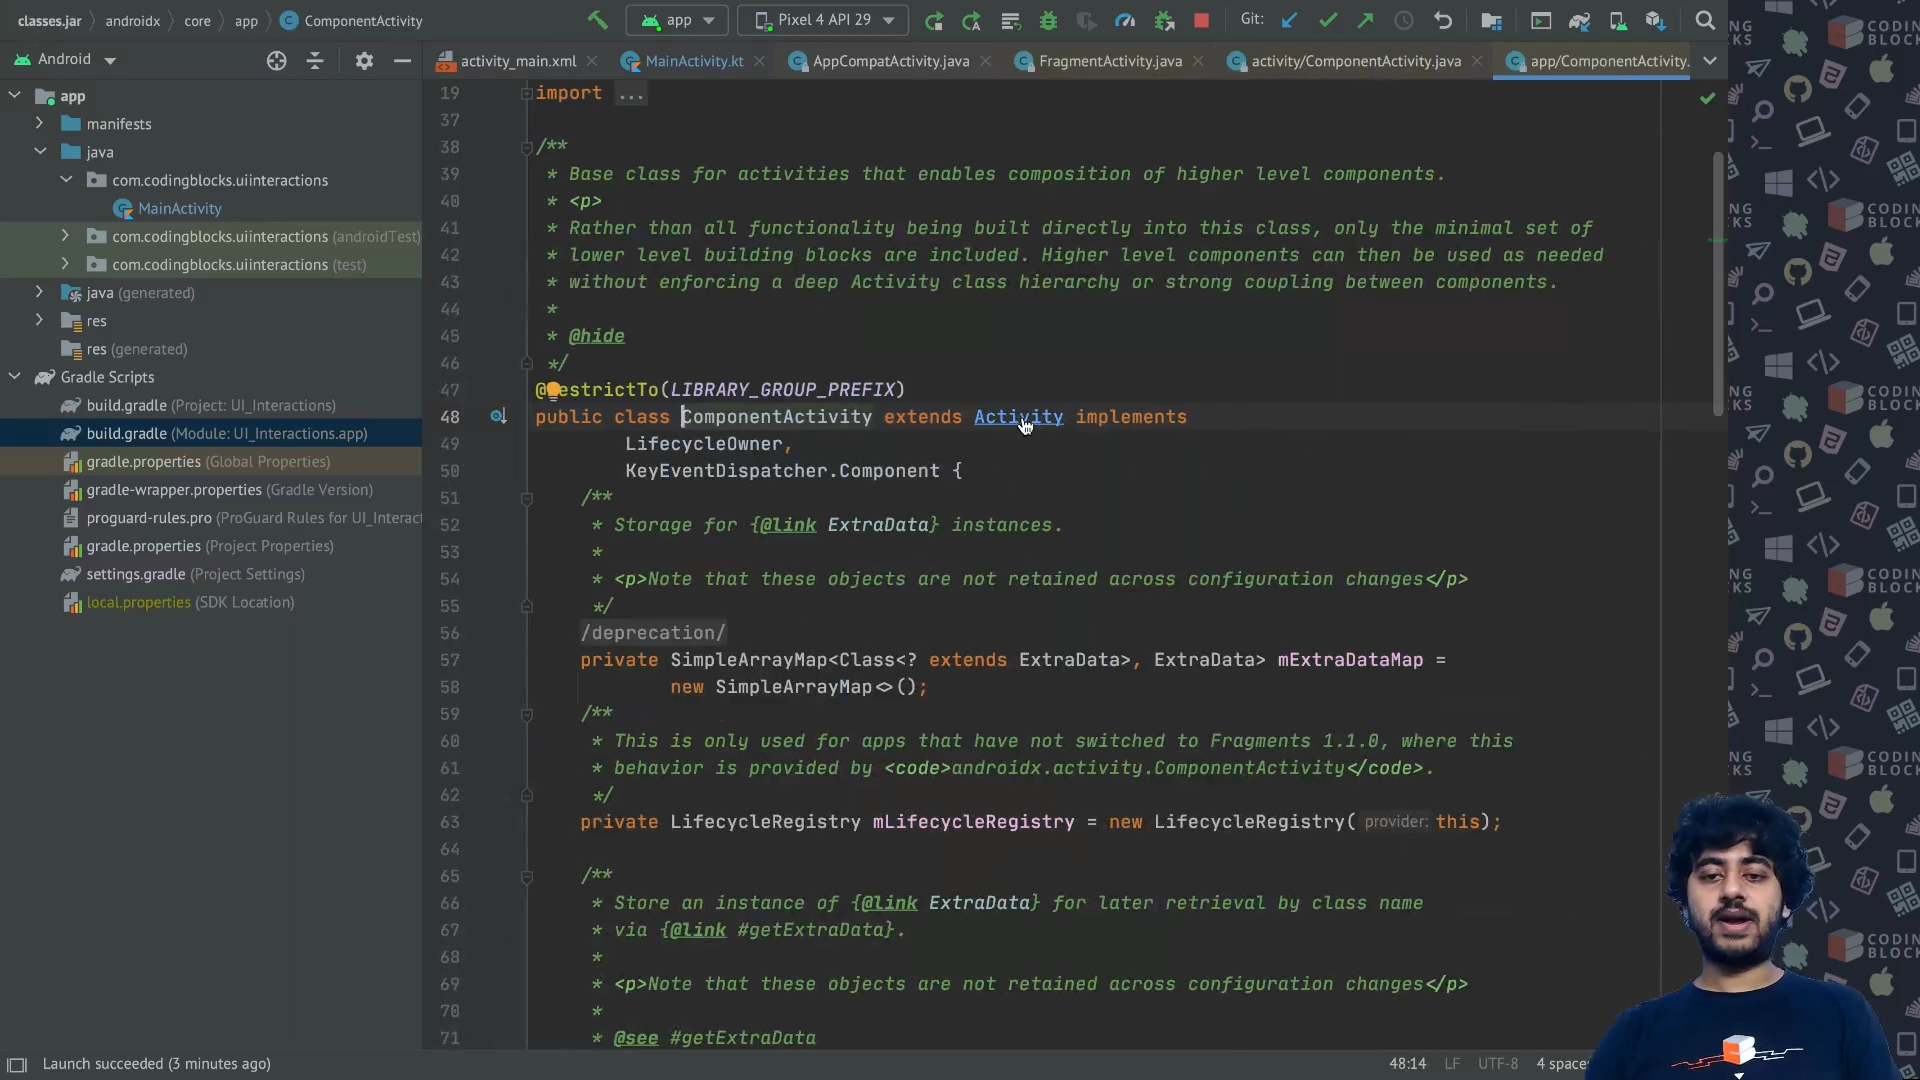 classes.jar androidx core app ComponentActivity app Pixel 4 API 29 Git:
Android activity_main.xml MainActivity.kt AppCompatActivity.java FragmentActivity.java activity/ComponentActivity.java app/ComponentActivity.
app
manifests
java
com.codingblocks.uiinteractions
MainActivity
com.codingblocks.uiinteractions (androidTest)
com.codingblocks.uiinteractions (test)
java (generated)
res
res (generated)
Gradle Scripts
build.gradle (Project: UI_Interactions)
build.gradle (Module: UI_Interactions.app)
gradle.properties (Global Properties)
gradle-wrapper.properties (Gradle Version)
proguard-rules.pro (ProGuard Rules for UI_Interact
gradle.properties (Project Properties)
settings.gradle (Project Settings)
local.properties (SDK Location)
19 import ...
37
38 /**
39 * Base class for activities that enables composition of higher level components.
40 * <p>
41 * Rather than all functionality being built directly into this class, only the minimal set of
42 * lower level building blocks are included. Higher level components can then be used as needed
43 * without enforcing a deep Activity class hierarchy or strong coupling between components.
44 *
45 * @hide
46 */
47 @estrictTo(LIBRARY_GROUP_PREFIX)
48 public class ComponentActivity extends Activity implements
49 LifecycleOwner,
50 KeyEventDispatcher.Component {
51 /**
52 * Storage for {@link ExtraData} instances.
53 *
54 * <p>Note that these objects are not retained across configuration changes</p>
55 */
56 /deprecation/
57 private SimpleArrayMap<Class<? extends ExtraData>, ExtraData> mExtraDataMap =
58 new SimpleArrayMap<>();
59 /**
60 * This is only used for apps that have not switched to Fragments 1.1.0, where this
61 * behavior is provided by <code>androidx.activity.ComponentActivity</code>.
62 */
63 private LifecycleRegistry mLifecycleRegistry = new LifecycleRegistry( provider: this);
64
65 /**
66 * Store an instance of {@link ExtraData} for later retrieval by class name
67 * via {@link #getExtraData}.
68 *
69 * <p>Note that these objects are not retained across configuration changes</p>
70 *
71 * @see #getExtraData
Launch succeeded (3 minutes ago) 48:14 LF UTF-8 4 space